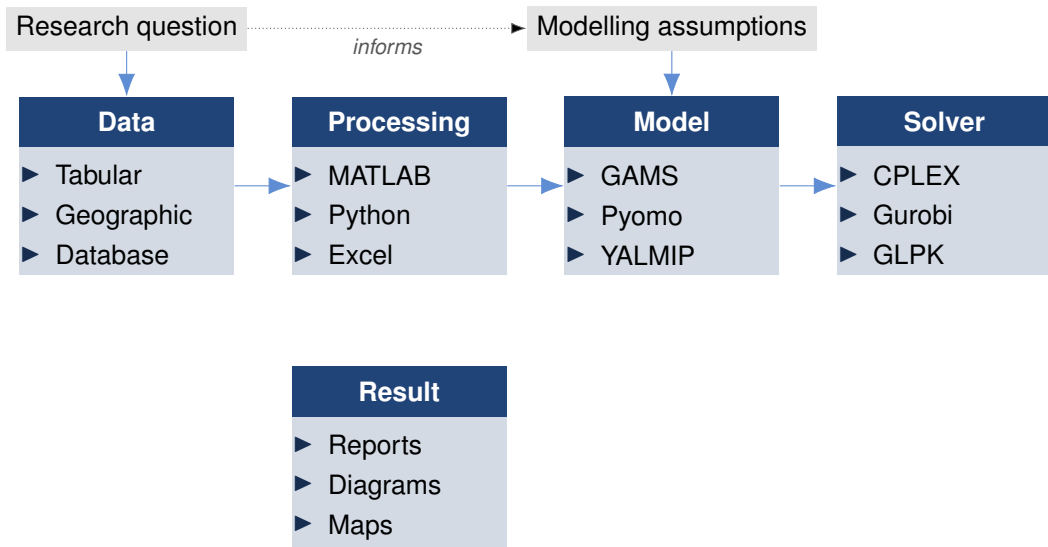 Research question
informs
Modelling assumptions
Data
Tabular
Geographic
Database
Processing
MATLAB
Python
Excel
Model
GAMS
Pyomo
YALMIP
Solver
CPLEX
Gurobi
GLPK
Result
Reports
Diagrams
Maps